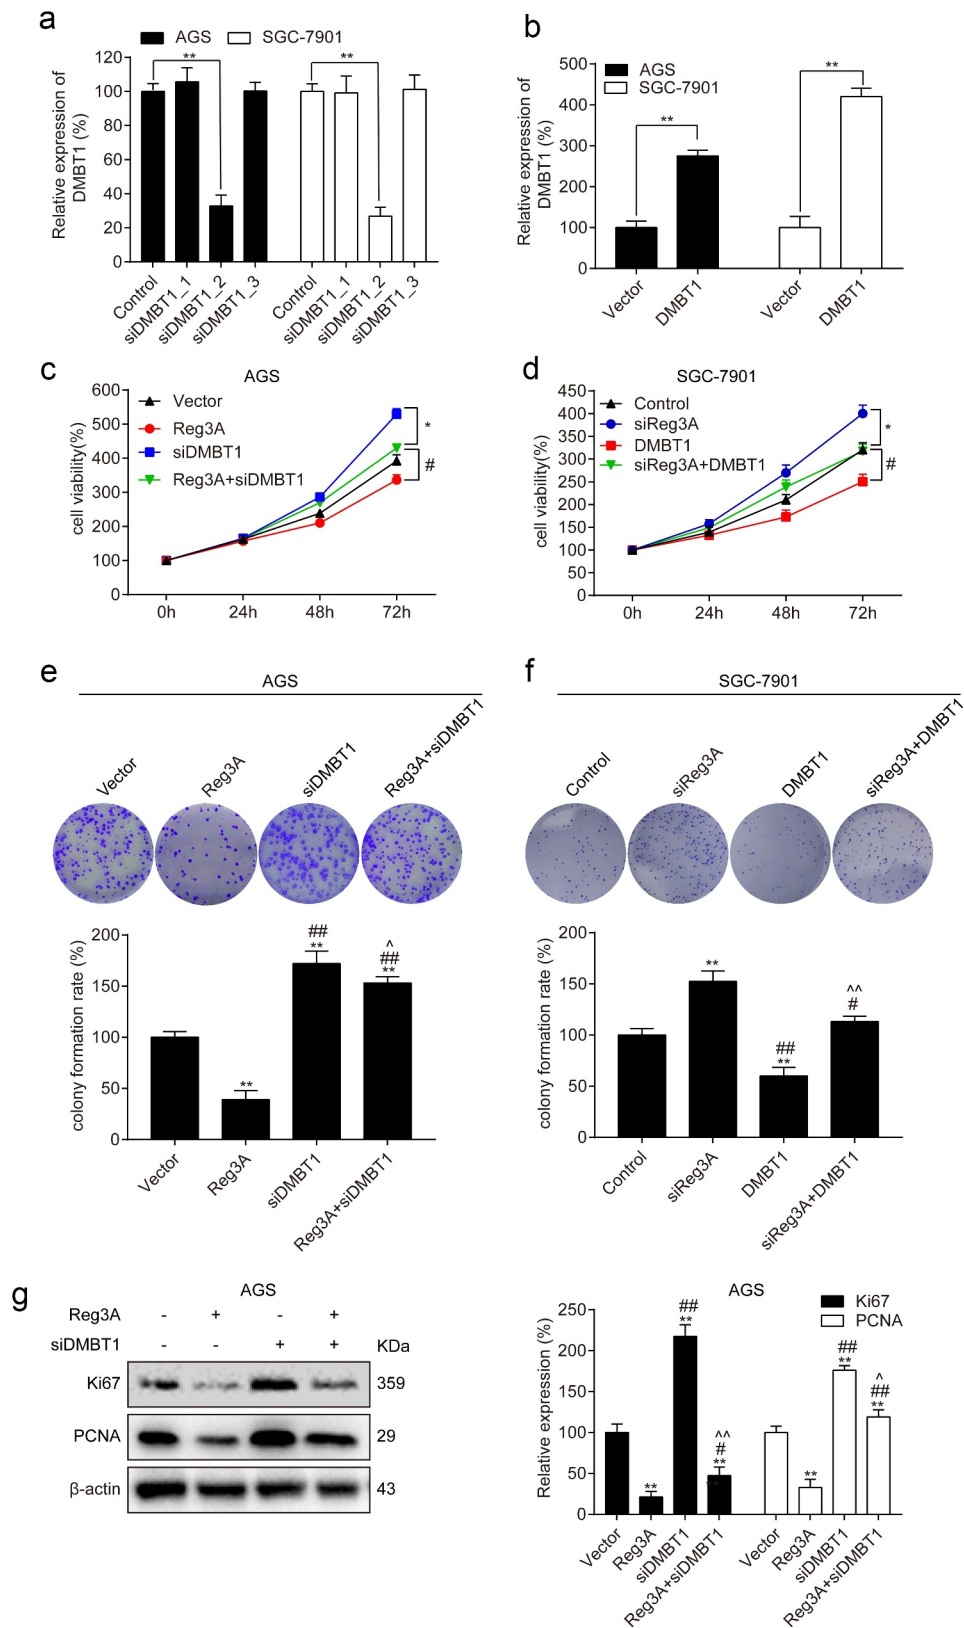 a
AGS SGC-7901
Relative expression of
DMBT1 (%)
120
100
80
60
40
20
0
** **
Control siDMBT1_1 siDMBT1_2 siDMBT1_3 Control siDMBT1_1 siDMBT1_2 siDMBT1_3
b
AGS
SGC-7901
Relative expression of
DMBT1 (%)
500
400
300
200
100
0
** **
Vector DMBT1 Vector DMBT1
c
AGS
cell viability(%)
600
500
400
300
200
100
0
Vector
Reg3A
siDMBT1
Reg3A+siDMBT1
*
#
0h 24h 48h 72h
d
SGC-7901
cell viability(%)
450
400
350
300
250
200
150
100
50
0
Control
siReg3A
DMBT1
siReg3A+DMBT1
*
#
0h 24h 48h 72h
e
AGS
Vector Reg3A siDMBT1 Reg3A+siDMBT1
colony formation rate (%)
200
150
100
50
0
**
##
**
^
##
**
Vector Reg3A siDMBT1 Reg3A+siDMBT1
f
SGC-7901
Control siReg3A DMBT1 siReg3A+DMBT1
colony formation rate (%)
200
150
100
50
0
**
##
**
^^
#
Control siReg3A DMBT1 siReg3A+DMBT1
g
AGS
Reg3A - + - +
siDMBT1 - - + + KDa
Ki67 359
PCNA 29
β-actin 43
AGS
Ki67
PCNA
Relative expression (%)
250
200
150
100
50
0
**
##
**
^^
#
**
**
##
**
^
##
**
Vector Reg3A siDMBT1 Reg3A+siDMBT1 Vector Reg3A siDMBT1 Reg3A+siDMBT1